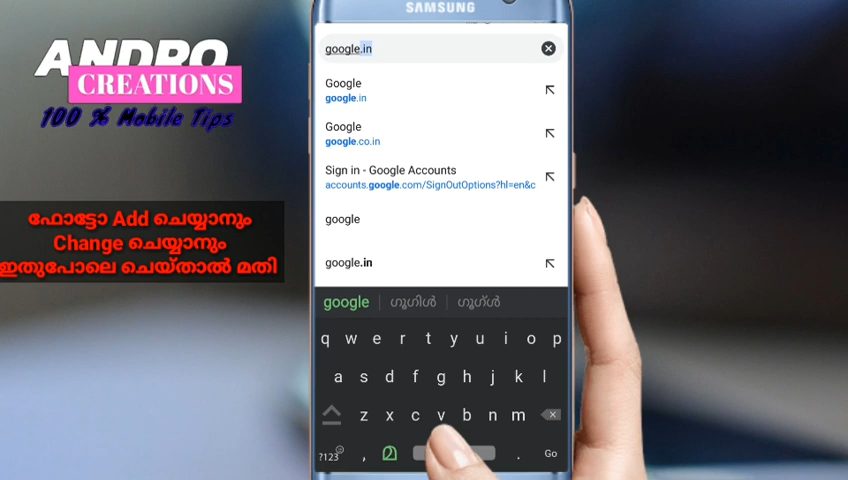 SAMSUNG
ANDRO
CREATIONS
100 % Mobile Tips
ഫോട്ടോ Add ചെയ്യാനും
Change ചെയ്യാനും
ഇതുപോലെ ചെയ്താൽ മതി
google.in
Google
google.in
Google
google.co.in
Sign in - Google Accounts
accounts.google.com/SignOutOptions?hl=en&c
google
google.in
google ഗൂഗിൾ ഗൂഗ്ൾ
q w e r t y u i o p
a s d f g h j k l
z x c v b n m
?123 , മ . Go